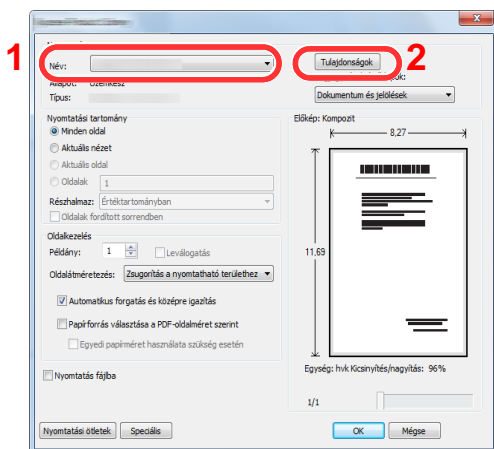 1
2
Név:
Tulajdonságok
Állapot: Üzemkész
Típus:
Dokumentum és jelölések
Nyomtatási tartomány
Minden oldal
Aktuális nézet
Aktuális oldal
Oldalak 1
Részhalmaz: Értéktartományban
Oldalak fordított sorrendben
Oldalkezelés
Példány: 1 Leválogatás
Oldalátméretezés: Zsugorítás a nyomtatható területhez
Automatikus forgatás és középre igazítás
Papírforrás választása a PDF-oldalméret szerint
Egyedi papírméret használata szükség esetén
Nyomtatás fájlba
Előkép: Kompozit
8,27
11,69
Egység: hvk Kicsinyítés/nagyítás: 96%
1/1
Nyomtatási ötletek Speciális OK Mégse